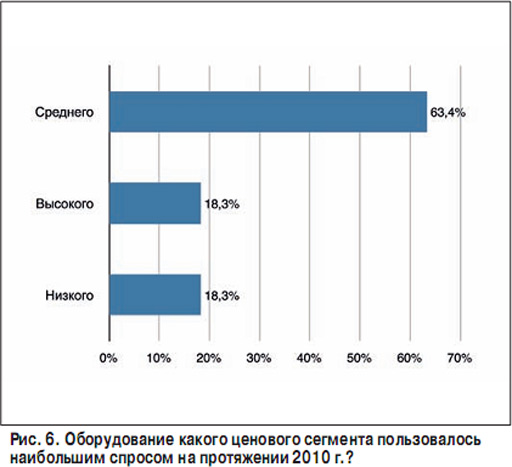 Среднего 63,4%
Высокого 18,3%
Низкого 18,3%
0% 10% 20% 30% 40% 50% 60% 70%
Рис. 6. Оборудование какого ценового сегмента пользовалось
наибольшим спросом на протяжении 2010 г.?